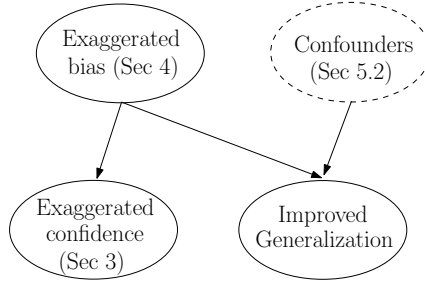 Exaggerated
bias (Sec 4)
Confounders
(Sec 5.2)
Exaggerated
confidence
(Sec 3)
Improved
Generalization